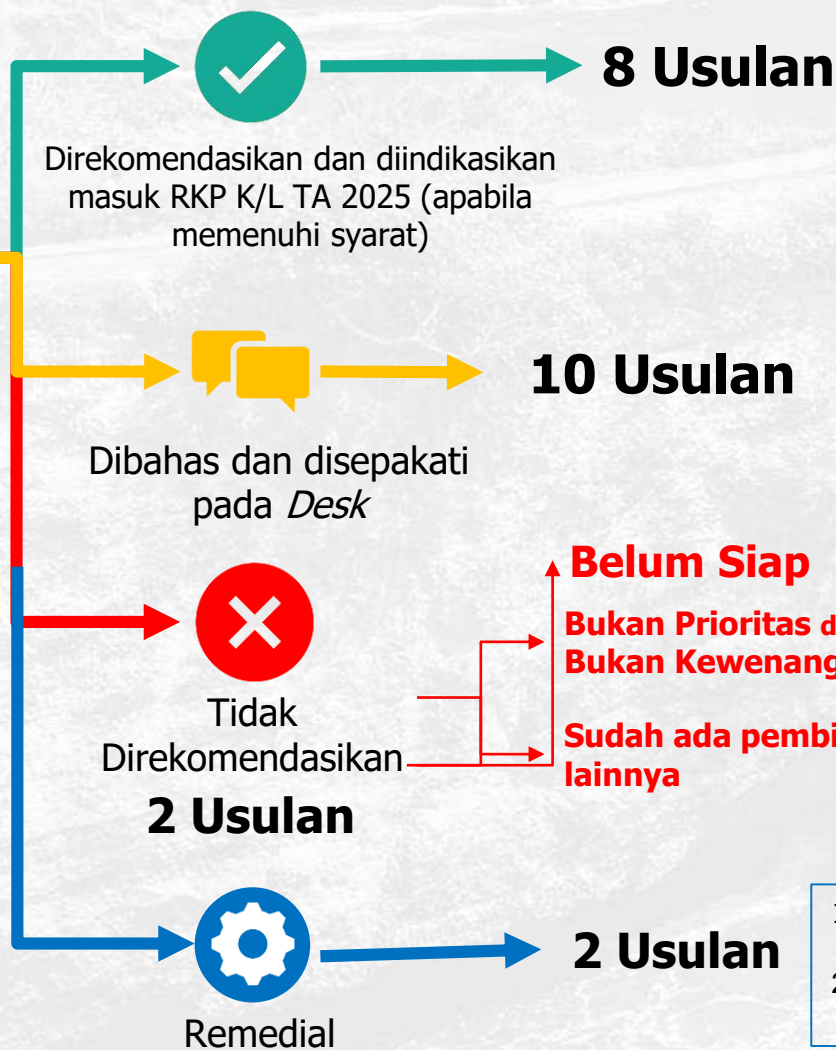 8 Usulan
Direkomendasikan dan diindikasikan
masuk RKP K/L TA 2025 (apabila
memenuhi syarat)
10 Usulan
Dibahas dan disepakati
pada Desk
Belum Siap
Bukan Prioritas
Bukan
Tidak
Direkomendasikan
Sudah ada
lainnya
2 Usulan
2 Usulan
Remedial